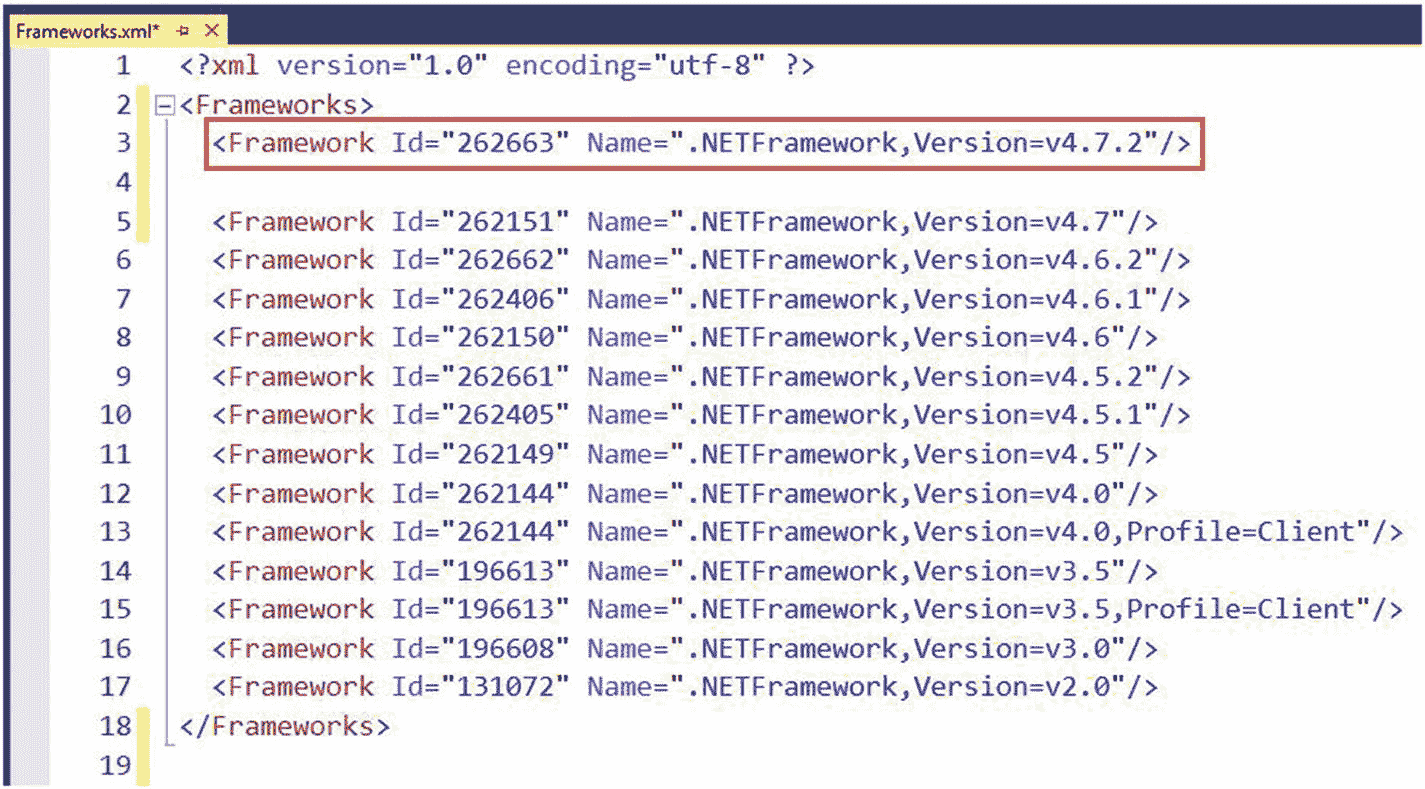 Frameworks.xml*
1 <?xml version="1.0" encoding="utf-8" ?>
2 <Frameworks>
3 <Framework Id="262663" Name=".NETFramework,Version=v4.7.2"/>
4
5 <Framework Id="262151" Name=".NETFramework,Version=v4.7"/>
6 <Framework Id="262662" Name=".NETFramework,Version=v4.6.2"/>
7 <Framework Id="262406" Name=".NETFramework,Version=v4.6.1"/>
8 <Framework Id="262150" Name=".NETFramework,Version=v4.6"/>
9 <Framework Id="262661" Name=".NETFramework,Version=v4.5.2"/>
10 <Framework Id="262405" Name=".NETFramework,Version=v4.5.1"/>
11 <Framework Id="262149" Name=".NETFramework,Version=v4.5"/>
12 <Framework Id="262144" Name=".NETFramework,Version=v4.0"/>
13 <Framework Id="262144" Name=".NETFramework,Version=v4.0,Profile=Client"/>
14 <Framework Id="196613" Name=".NETFramework,Version=v3.5"/>
15 <Framework Id="196613" Name=".NETFramework,Version=v3.5,Profile=Client"/>
16 <Framework Id="196608" Name=".NETFramework,Version=v3.0"/>
17 <Framework Id="131072" Name=".NETFramework,Version=v2.0"/>
18 </Frameworks>
19